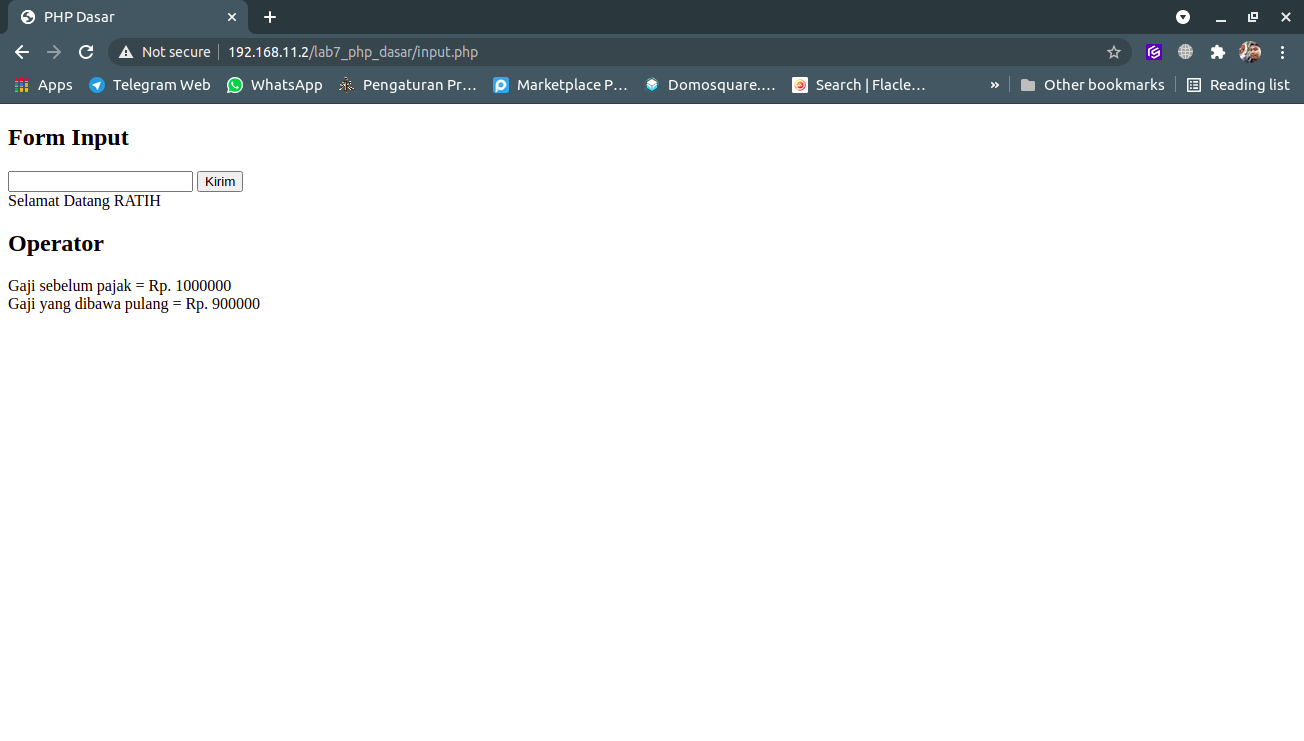 PHP Dasar
Not secure 192.168.11.2/lab7_php_dasar/input.php
Apps Telegram Web WhatsApp Pengaturan Pr… Marketplace P… Domosquare.… Search | Flacle… » Other bookmarks Reading list
Form Input
Kirim
Selamat Datang RATIH
Operator
Gaji sebelum pajak = Rp. 1000000
Gaji yang dibawa pulang = Rp. 900000